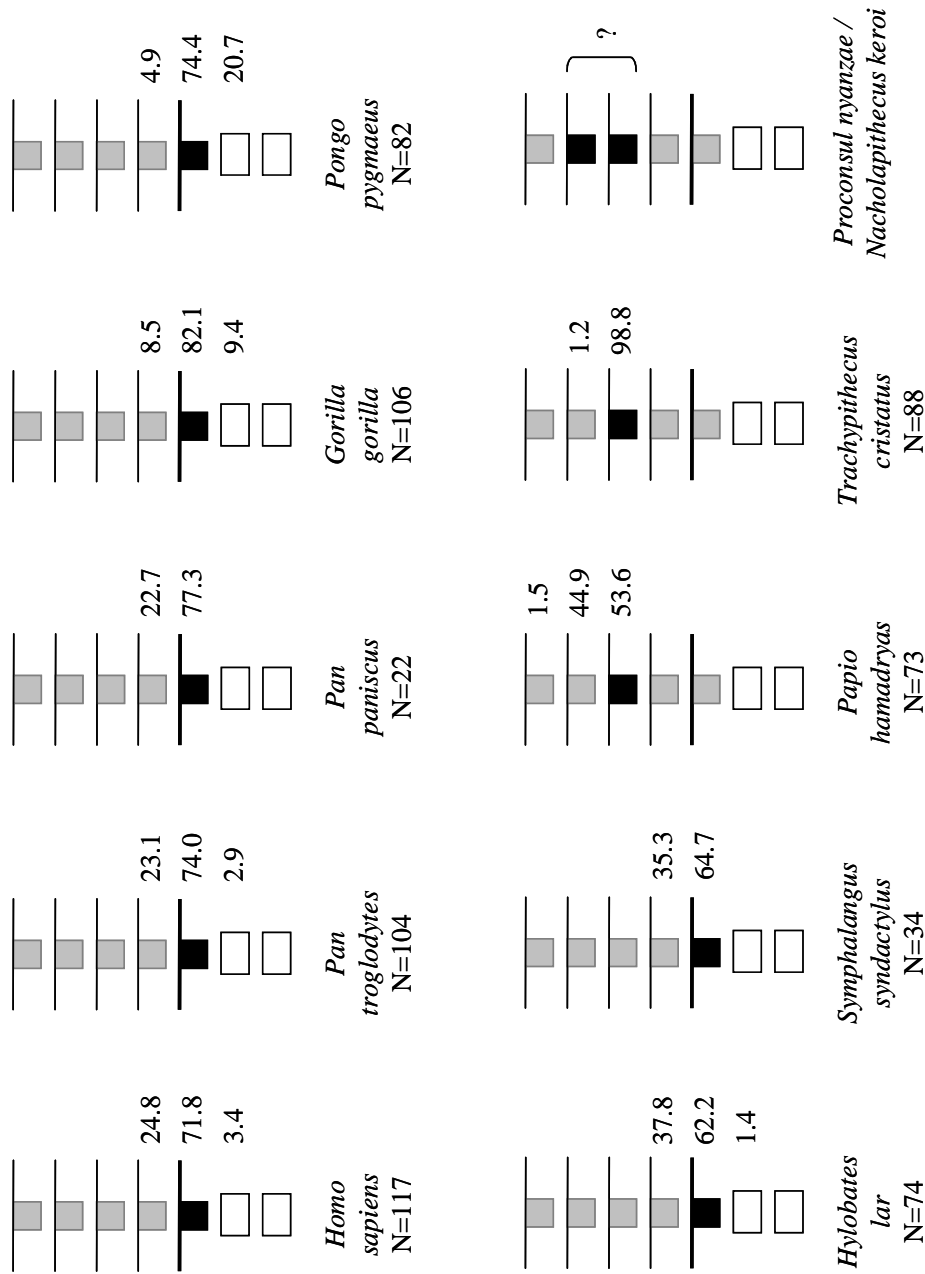 24.8
71.8
3.4
Homo
sapiens
N=117
23.1
74.0
2.9
Pan
troglodytes
N=104
22.7
77.3
Pan
paniscus
N=22
8.5
82.1
9.4
Gorilla
gorilla
N=106
4.9
74.4
20.7
Pongo
pygmaeus
N=82
37.8
62.2
1.4
Hylobates
lar
N=74
35.3
64.7
Symphalangus
syndactylus
N=34
1.5
44.9
53.6
Papio
hamadryas
N=73
1.2
98.8
Trachypithecus
cristatus
N=88
?
Proconsul nyanzae /
Nacholapithecus keroi